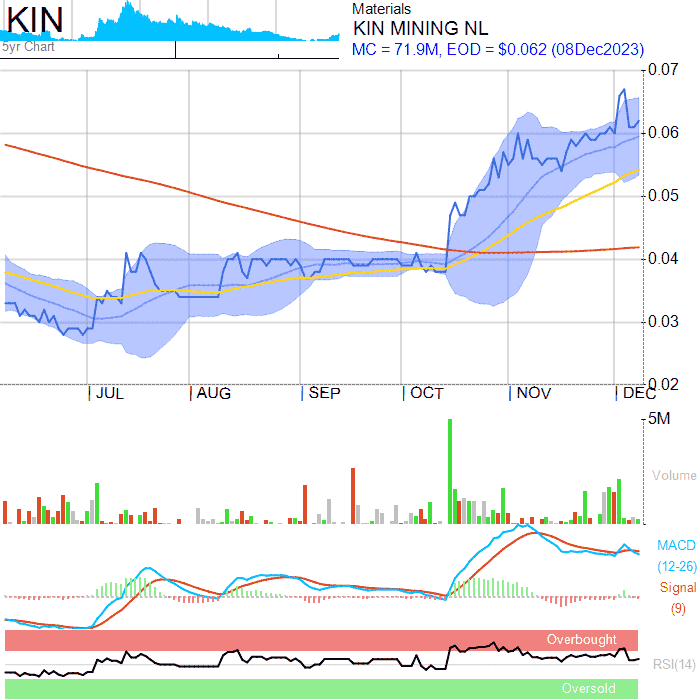 KIN
5yr Chart
Materials
KIN MINING NL
MC = 71.9M, EOD = $0.062 (08Dec2023)
0.07
0.06
0.05
0.04
0.03
0.02
JUL
AUG
SEP
OCT
NOV
DEC
5M
Volume
MACD
(12-26)
Signal
(9)
Overbought
RSI(14)
Oversold